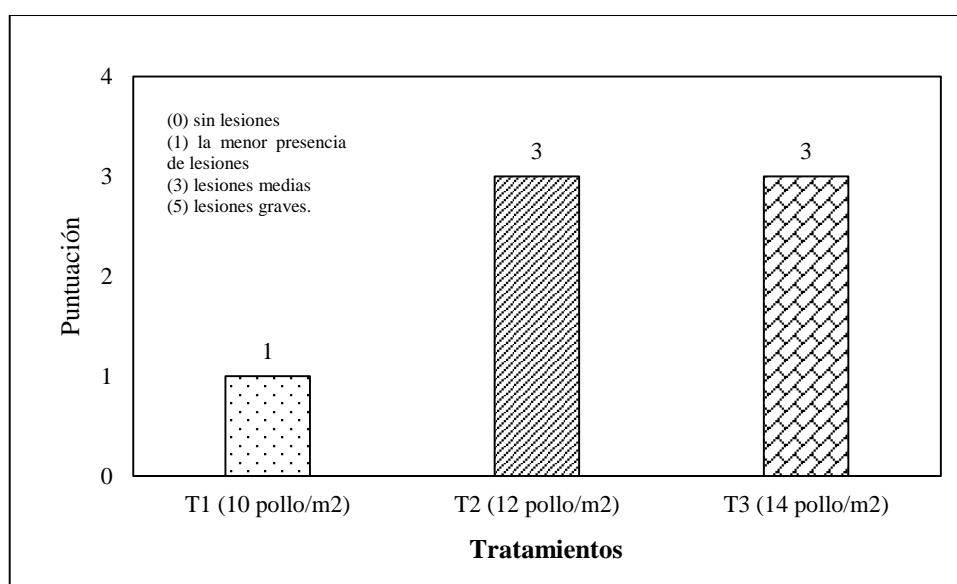 4
(0) sin lesiones
(1) la menor presencia
de lesiones
(3) lesiones medias
(5) lesiones graves.
3
3
3
2
1
1
0
Puntuación
T1 (10 pollo/m2)
T2 (12 pollo/m2)
T3 (14 pollo/m2)
Tratamientos